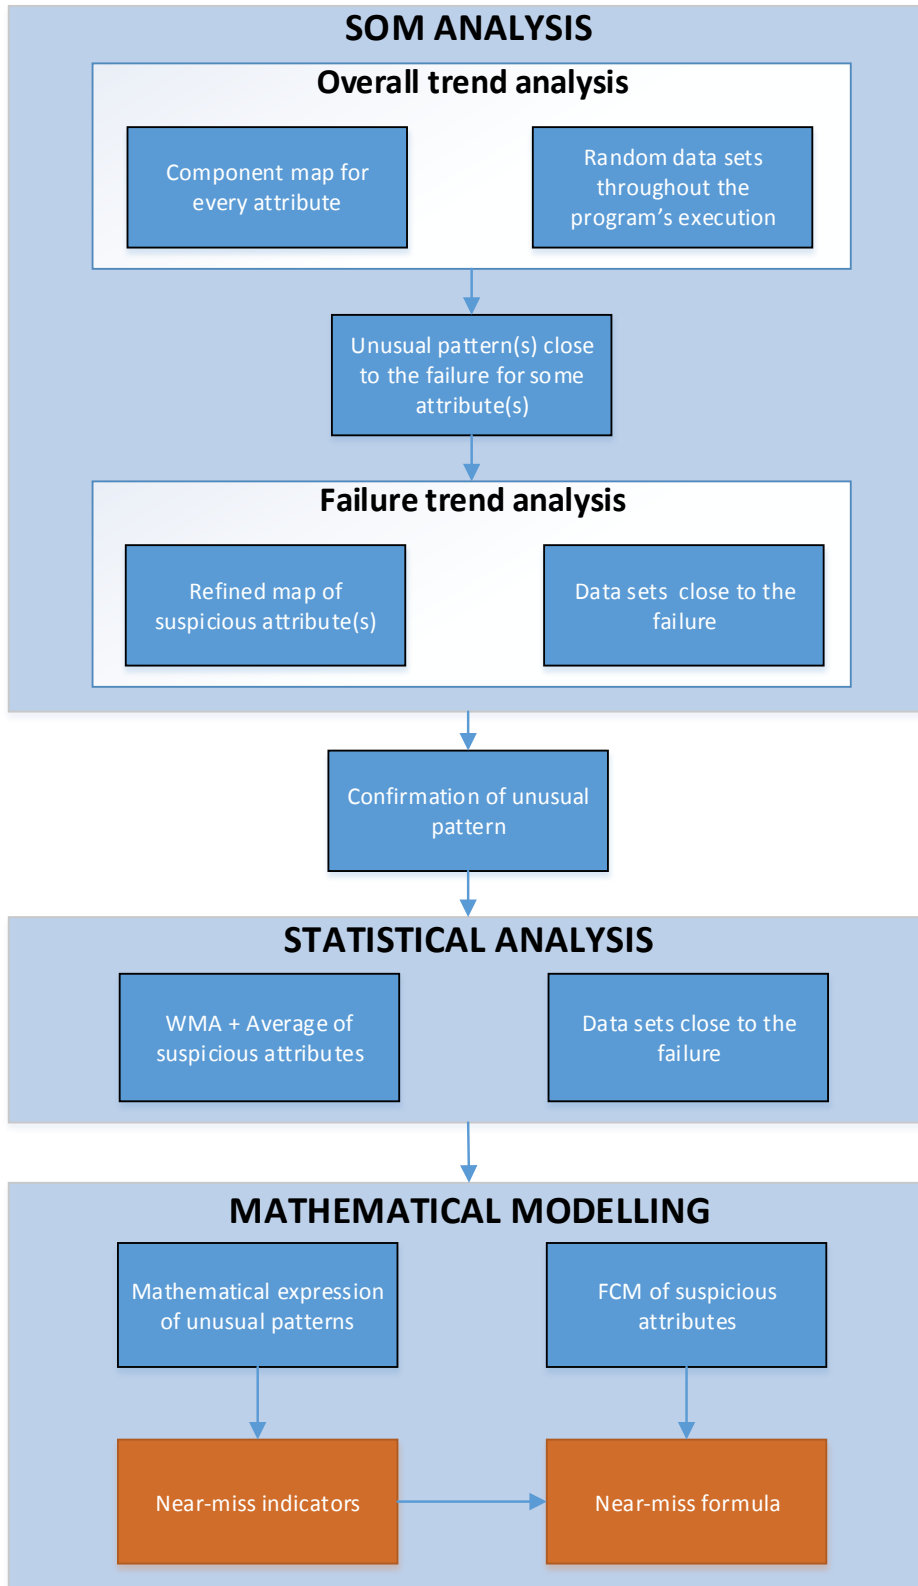 SOM ANALYSIS
Overall trend analysis
Component map for
every attribute
Random data sets
throughout the
program's execution
Unusual pattern(s) close
to the failure for some
attribute(s)
Failure trend analysis
Refined map of
suspicious attribute(s)
Data sets close to the
failure
Confirmation of unusual
pattern
STATISTICAL ANALYSIS
WMA + Average of
suspicious attributes
Data sets close to the
failure
MATHEMATICAL MODELLING
Mathematical expression
of unusual patterns
FCM of suspicious
attributes
Near-miss indicators
Near-miss formula